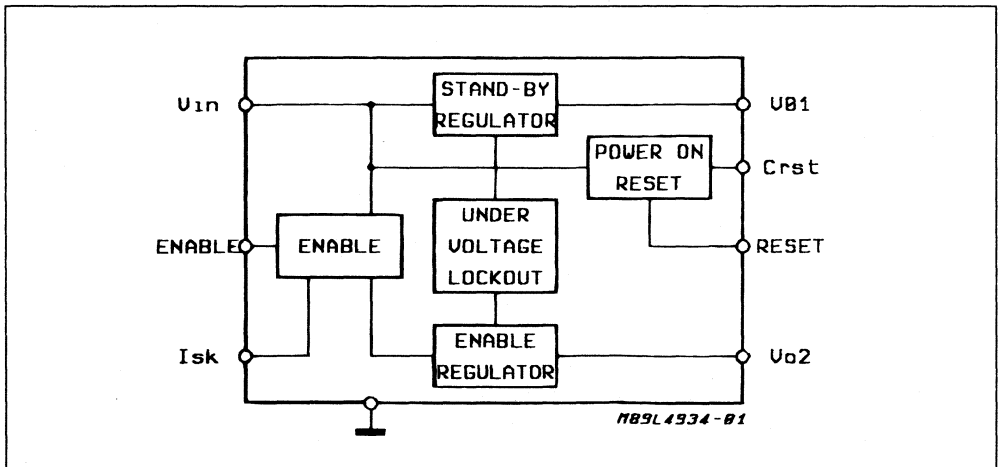 Vin
STAND-BY
REGULATOR
V01
POWER ON
RESET
Crst
UNDER
VOLTAGE
LOCKOUT
ENABLE
ENABLE
RESET
Isk
ENABLE
REGULATOR
Vo2
M89L4934-01